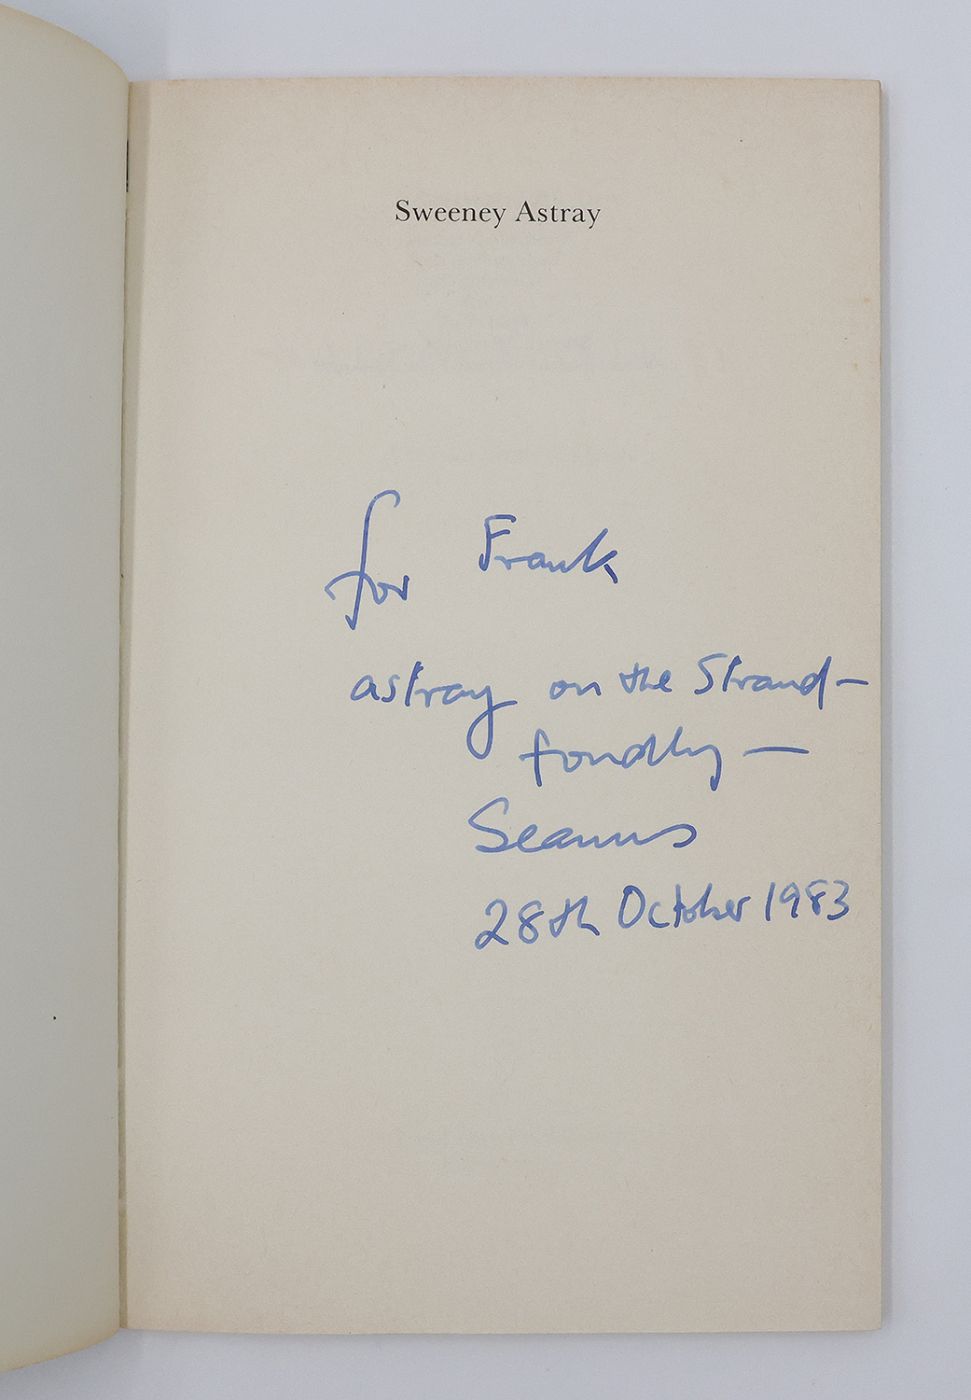 Sweeney Astray
for Frank
astray on the Strand –
fondly —
Seamus
28th October 1983